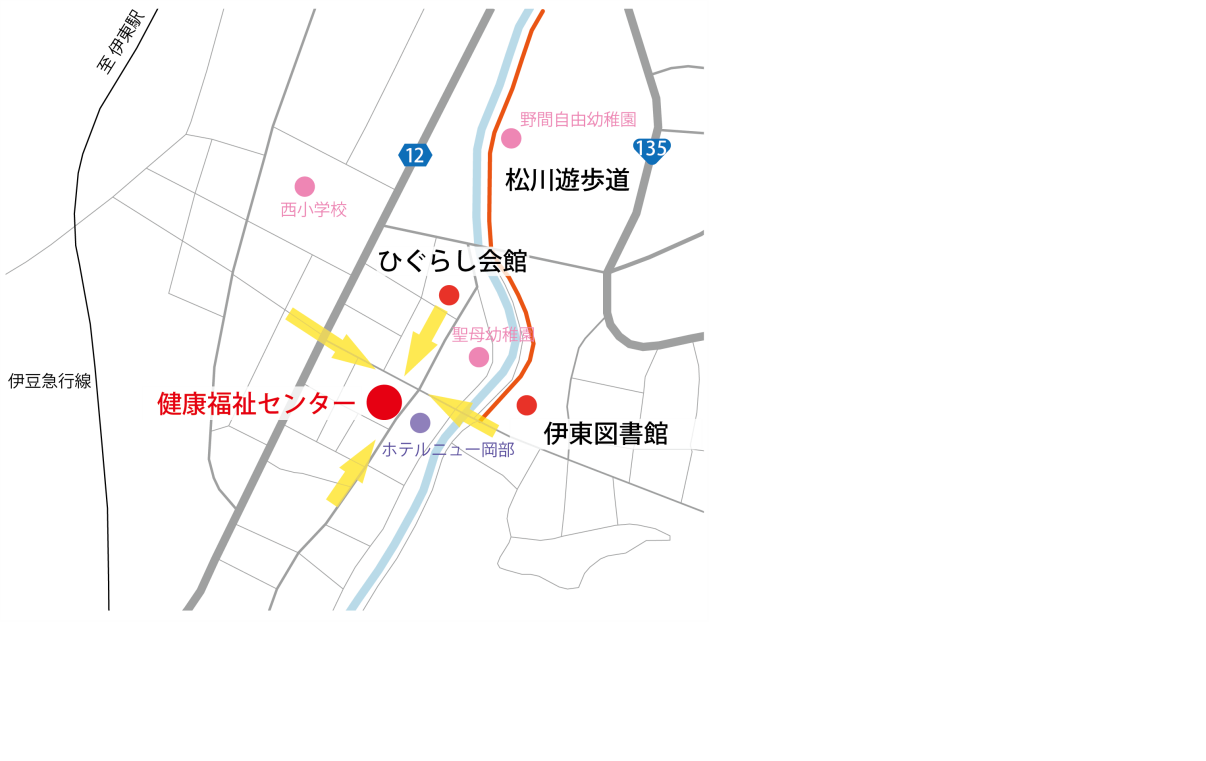 至 伊東駅
野間自由幼稚園
135
12
松川遊歩道
西小学校
ひぐらし会館
聖母幼稚園
伊豆急行線
健康福祉センター
伊東図書館
ホテルニュー岡部